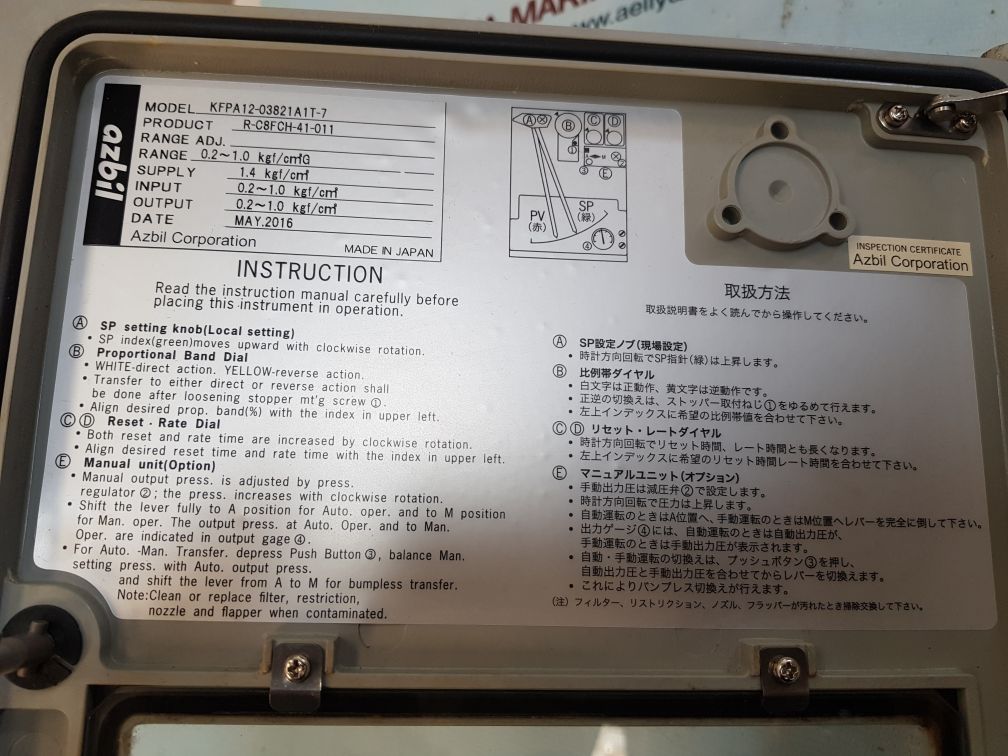 A MARIN
www.aeliya
azbil
MODEL KFPA12-03821A1T-7
PRODUCT R-C8FCH-41-011
RANGE ADJ.
RANGE 0.2～1.0 kgf/c㎡G
SUPPLY 1.4 kgf/c㎡
INPUT 0.2～1.0 kgf/c㎡
OUTPUT 0.2～1.0 kgf/c㎡
DATE MAY.2016
Azbil Corporation
MADE IN JAPAN
Ⓐ Ⓑ Ⓒ Ⓓ
① ② ③ Ⓔ
PV SP
(赤) (緑)
④
INSPECTION CERTIFICATE
Azbil Corporation
INSTRUCTION
Read the instruction manual carefully before
placing this instrument in operation.
Ⓐ SP setting knob(Local setting)
• SP index(green)moves upward with clockwise rotation.
Ⓑ Proportional Band Dial
• WHITE-direct action. YELLOW-reverse action.
• Transfer to either direct or reverse action shall
be done after loosening stopper mt'g screw ①.
• Align desired prop. band(%) with the index in upper left.
Ⓒ Ⓓ Reset・Rate Dial
• Both reset and rate time are increased by clockwise rotation.
• Align desired reset time and rate time with the index in upper left.
Ⓔ Manual unit(Option)
• Manual output press. is adjusted by press.
regulator ②; the press. increases with clockwise rotation.
• Shift the lever fully to A position for Auto. oper. and to M position
for Man. oper. The output press. at Auto. Oper. and to Man.
Oper. are indicated in output gage ④.
• For Auto. -Man. Transfer. depress Push Button ③, balance Man.
setting press. with Auto. output press.
and shift the lever from A to M for bumpless transfer.
Note:Clean or replace filter, restriction,
nozzle and flapper when contaminated.
取扱方法
取扱説明書をよく読んでから操作してください。
Ⓐ SP設定ノブ(現場設定)
• 時計方向回転でSP指針(緑)は上昇します。
Ⓑ 比例帯ダイヤル
• 白文字は正動作、黄文字は逆動作です。
• 正逆の切換えは、ストッパー取付ねじ①をゆるめて行えます。
• 左上インデックスに希望の比例帯値を合わせて下さい。
Ⓒ Ⓓ リセット・レートダイヤル
• 時計方向回転でリセット時間、レート時間とも長くなります。
• 左上インデックスに希望のリセット時間レート時間を合わせて下さい。
Ⓔ マニュアルユニット(オプション)
• 手動出力圧は減圧弁②で設定します。
• 時計方向回転で圧力は上昇します。
• 自動運転のときはA位置へ、手動運転のときはM位置へレバーを完全に倒して下さい。
• 出力ゲージ④には、自動運転のときは自動出力圧が、
手動運転のときは手動出力圧が表示されます。
• 自動・手動運転の切換えは、プッシュボタン③を押し、
自動出力圧と手動出力圧を合わせてからレバーを切換えます。
• これによりバンプレス切換えが行えます。
(注) フィルター、リストリクション、ノズル、フラッパーが汚れたとき掃除交換して下さい。